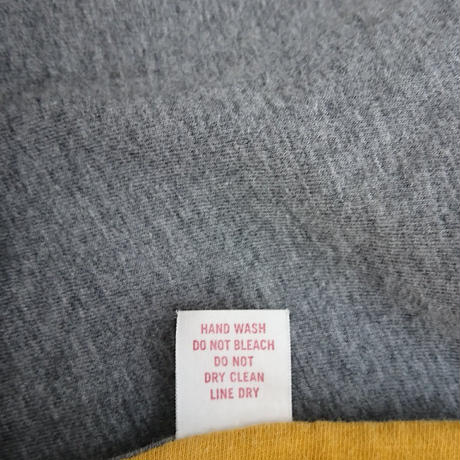 HAND WASH
DO NOT BLEACH
DO NOT
DRY CLEAN
LINE DRY